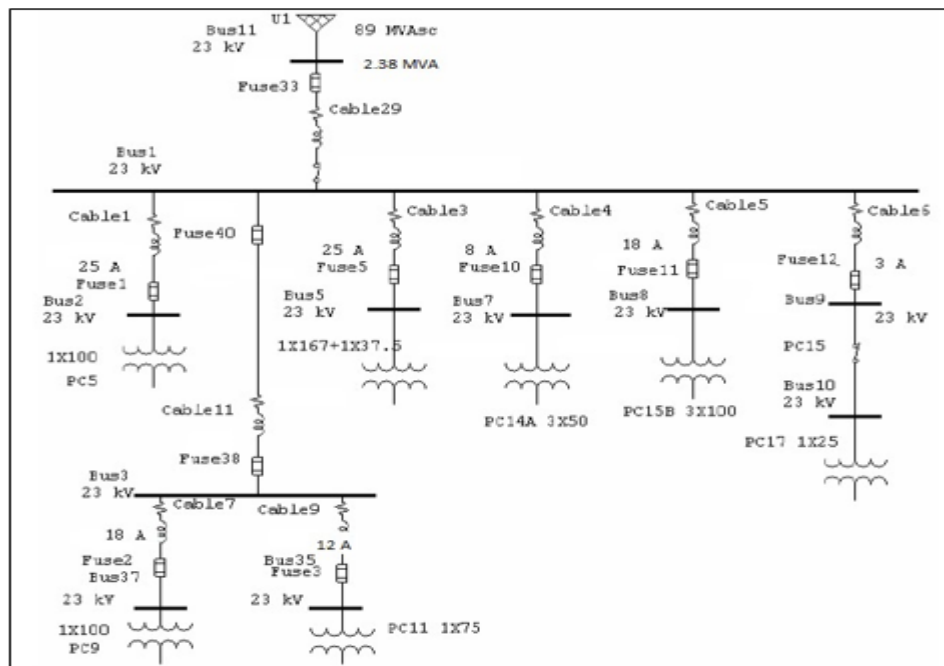 U1
89 MVAsc
Bus11
23 kV
2.38 MVA
Fuse33
Cable29
Bus1
23 kV
Cable1
Fuse40
Cable3
Cable4
Cable5
Cable6
25 A
Fuse1
Bus2
23 kV
1X100
PC5
25 A
Fuse5
Bus5
23 kV
1X167+1X37.5
8 A
Fuse10
Bus7
23 kV
PC14A 3X50
18 A
Fuse11
Bus8
23 kV
PC15B 3X100
Fuse12
3 A
Bus9
23 kV
PC15
Bus10
23 kV
PC17 1X25
Cable11
Fuse38
Bus3
23 kV
Cable7
Cable9
18 A
Fuse2
Bus37
23 kV
1X100
PC9
12 A
Bus35
Fuse3
23 kV
PC11 1X75